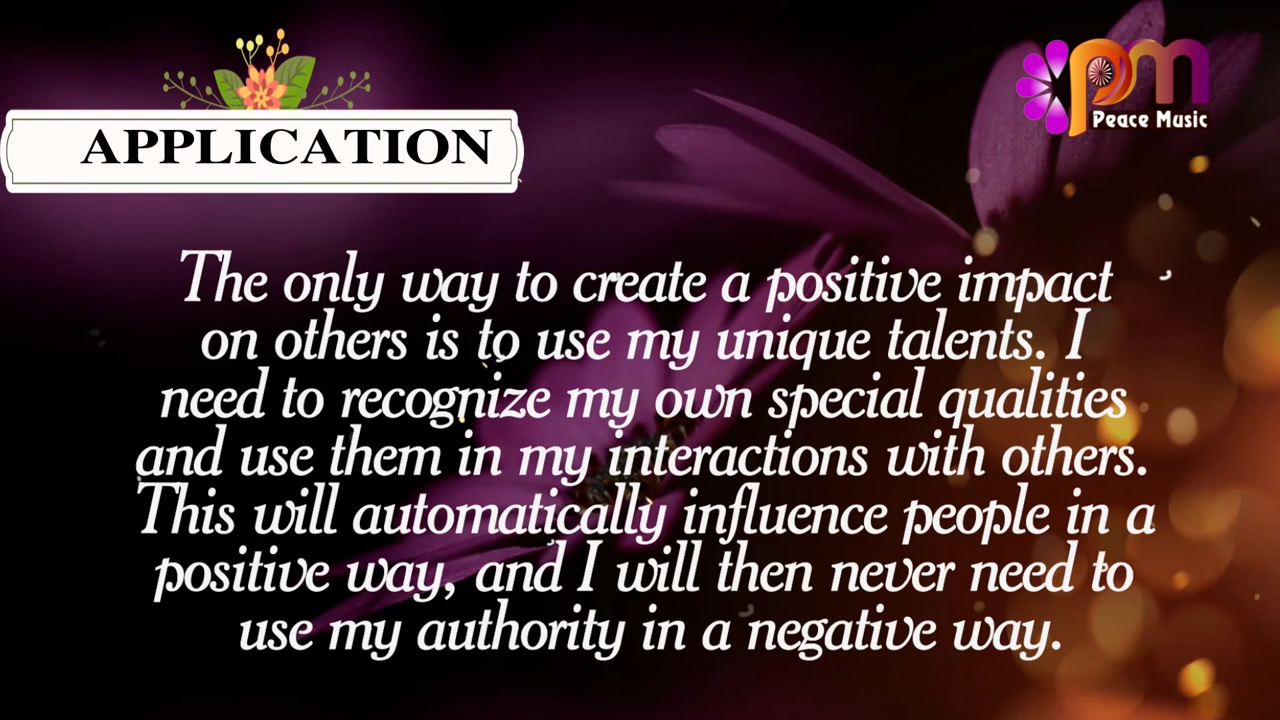 APPLICATION
pm
Peace Music
The only way to create a positive impact
on others is to use my unique talents. I
need to recognize my own special qualities
and use them in my interactions with others.
This will automatically influence people in a
positive way, and I will then never need to
use my authority in a negative way.